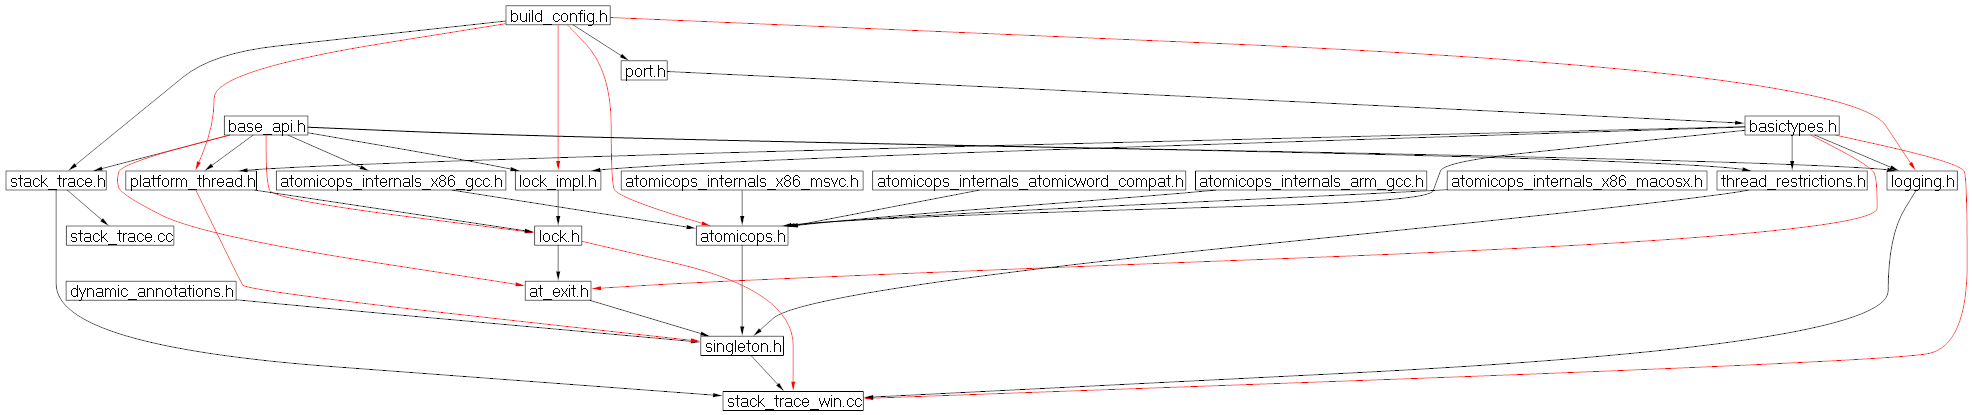 build_config.h
port.h
base_api.h
basictypes.h
stack_trace.h
platform_thread.h
atomicops_internals_x86_gcc.h
lock_impl.h
atomicops_internals_x86_msvc.h
atomicops_internals_atomicword_compat.h
atomicops_internals_arm_gcc.h
atomicops_internals_x86_macosx.h
thread_restrictions.h
logging.h
stack_trace.cc
lock.h
atomicops.h
dynamic_annotations.h
at_exit.h
singleton.h
stack_trace_win.cc